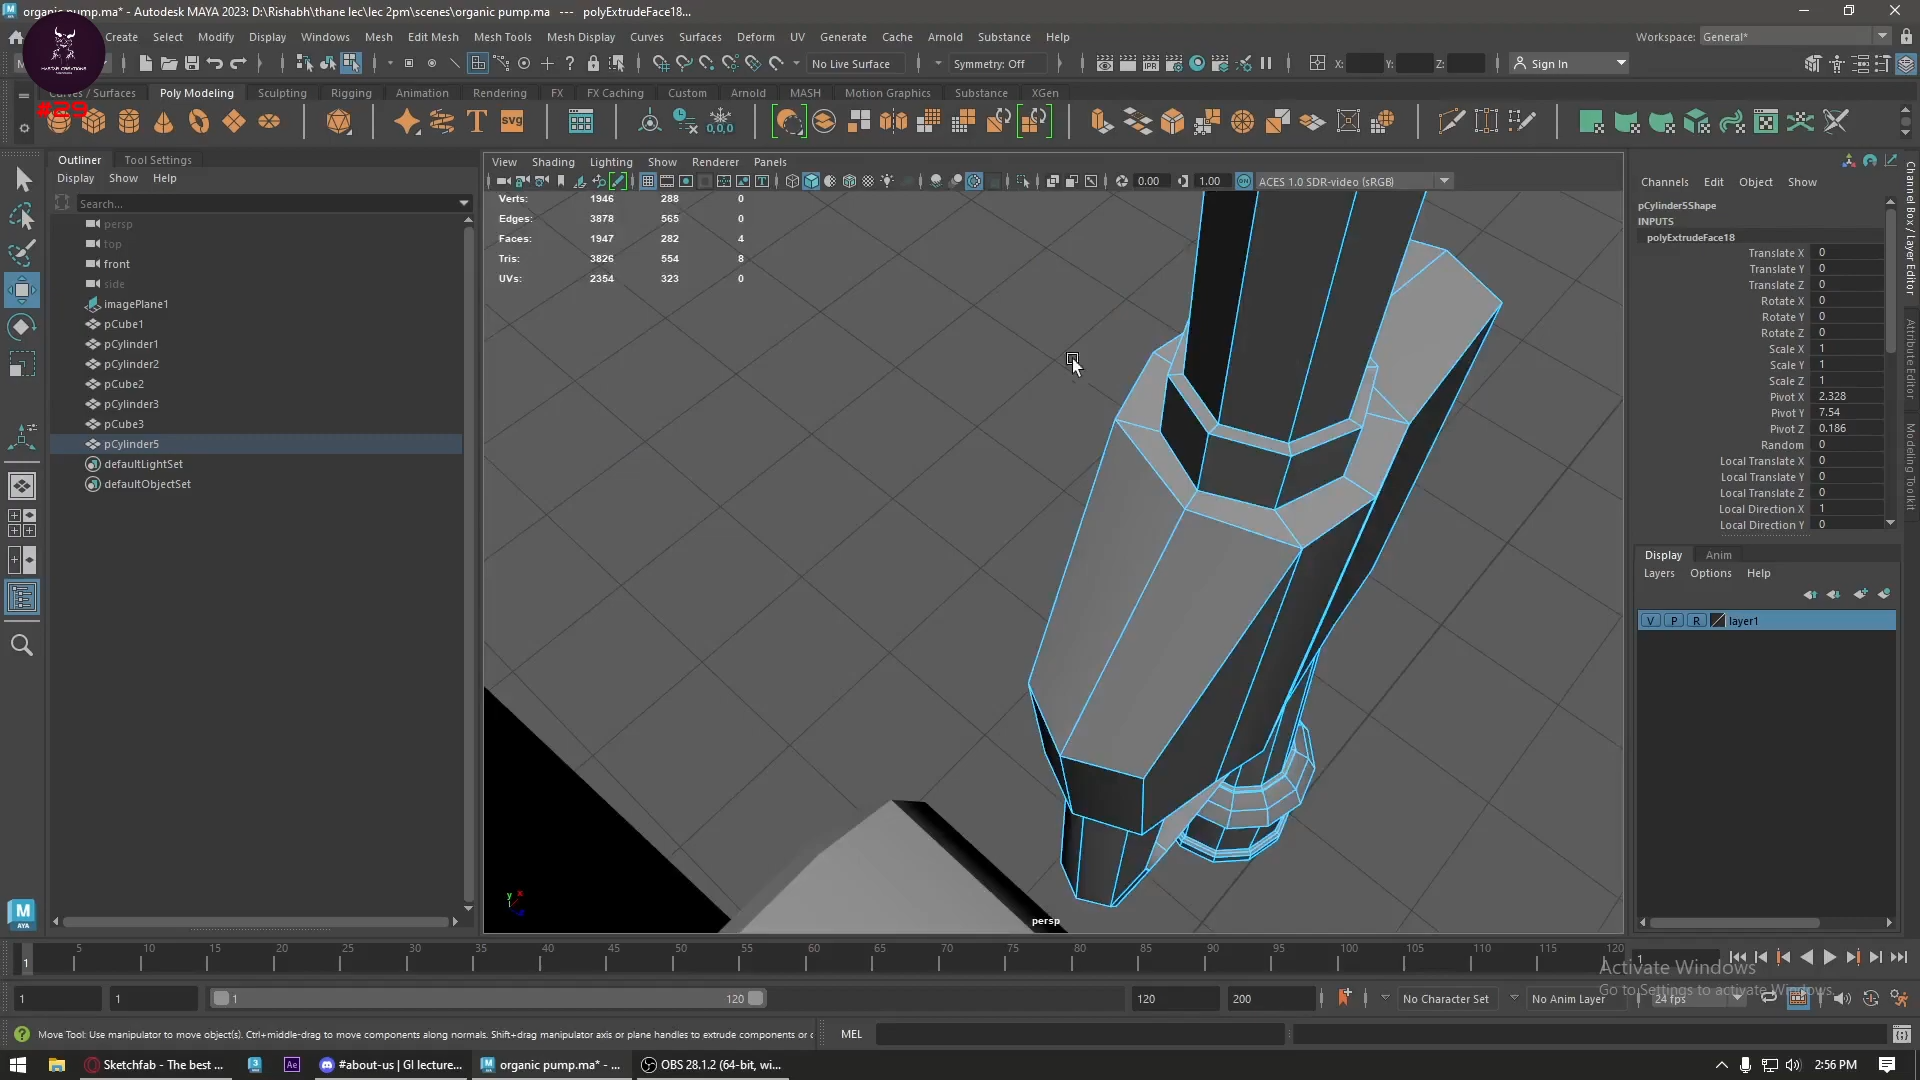 organic pump.ma* - Autodesk MAYA 2023: D:\Rishabh\thane lec\lec 2pm\scenes\organic pump.ma --- polyExtrudeFace18...
Create Select Modify Display Windows Mesh Edit Mesh Mesh Tools Mesh Display Curves Surfaces Deform UV Generate Cache Arnold Substance Help
Workspace: General*
No Live Surface Symmetry: Off X: Y: Z: Sign In
Curves / Surfaces Poly Modeling Sculpting Rigging Animation Rendering FX FX Caching Custom Arnold MASH Motion Graphics Substance XGen
#29
Outliner Tool Settings
Display Show Help
Search...
persp
top
front
side
imagePlane1
pCube1
pCylinder1
pCylinder2
pCube2
pCylinder3
pCube3
pCylinder5
defaultLightSet
defaultObjectSet
View Shading Lighting Show Renderer Panels
0.00 1.00 ACES 1.0 SDR-video (sRGB)
Verts: 1946 288 0
Edges: 3878 565 0
Faces: 1947 282 4
Tris: 3826 554 8
UVs: 2354 323 0
persp
Channels Edit Object Show
pCylinder5Shape
INPUTS
polyExtrudeFace18
Translate X 0
Translate Y 0
Translate Z 0
Rotate X 0
Rotate Y 0
Rotate Z 0
Scale X 1
Scale Y 1
Scale Z 1
Pivot X 2.328
Pivot Y 7.54
Pivot Z 0.186
Random 0
Local Translate X 0
Local Translate Y 0
Local Translate Z 0
Local Direction X 1
Local Direction Y 0
Channel Box / Layer Editor
Attribute Editor
Modeling Toolkit
Display Anim
Layers Options Help
V P R layer1
5 10 15 20 25 30 35 40 45 50 55 60 65 70 75 80 85 90 95 100 105 110 115 120
1 1
1 1 1 120 120 200 No Character Set No Anim Layer 24 fps
Activate Windows
Go to Settings to activate Windows.
Move Tool: Use manipulator to move object(s). Ctrl+middle-drag to move components along normals. Shift+drag manipulator axis or plane handles to extrude components or c
MEL
Sketchfab - The best ... #about-us | GI lecture... organic pump.ma* - ... OBS 28.1.2 (64-bit, wi... 2:56 PM